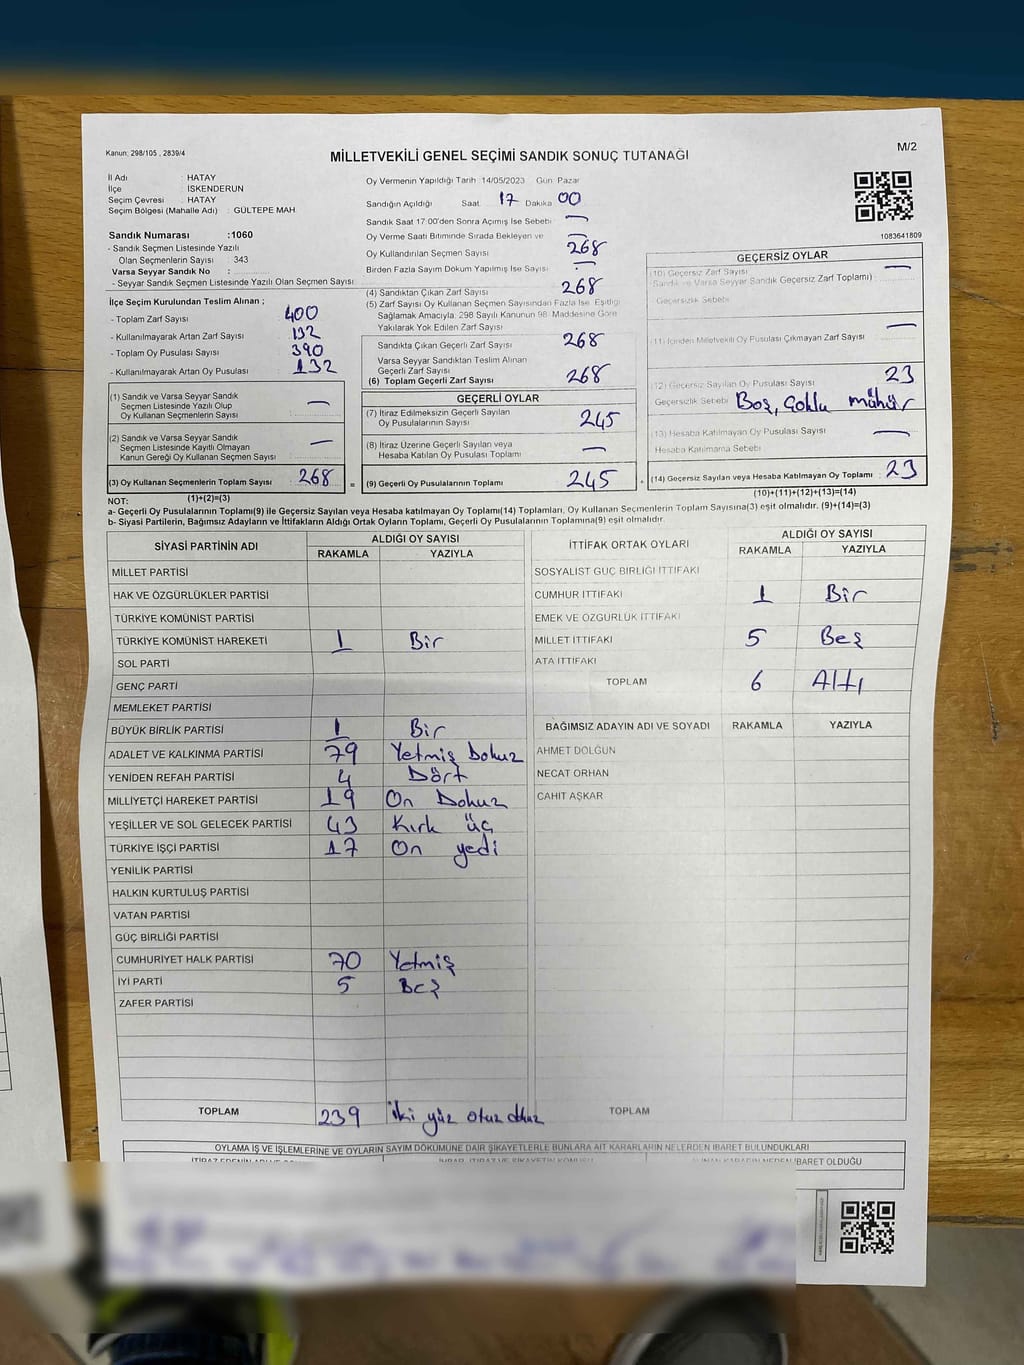 Kanun; 298/105 , 2839/4
MİLLETVEKİLİ GENEL SEÇİMİ SANDIK SONUÇ TUTANAĞI
M/2
İl Adı : HATAY
İlçe : İSKENDERUN
Seçim Çevresi : HATAY
Seçim Bölgesi (Mahalle Adı) : GÜLTEPE MAH.
Sandık Numarası :1060
- Sandık Seçmen Listesinde Yazılı
Olan Seçmenlerin Sayısı : 343
Varsa Seyyar Sandık No :
- Seyyar Sandık Seçmen Listesinde Yazılı Olan Seçmen Sayısı
İlçe Seçim Kurulundan Teslim Alınan ;
- Toplam Zarf Sayısı : 400
- Kullanılmayarak Artan Zarf Sayısı : 132
- Toplam Oy Pusulası Sayısı : 390
- Kullanılmayarak Artan Oy Pusulası : 132
(1) Sandık ve Varsa Seyyar Sandık
Seçmen Listesinde Yazılı Olup
Oy Kullanan Seçmenlerin Sayısı : —
(2) Sandık ve Varsa Seyyar Sandık
Seçmen Listesinde Kayıtlı Olmayan
Kanun Gereği Oy Kullanan Seçmen Sayısı : —
(3) Oy Kullanan Seçmenlerin Toplam Sayısı : 268
(1)+(2)=(3)
Oy Vermenin Yapıldığı Tarih : 14/05/2023 Gün : Pazar
Sandığın Açıldığı Saat : 17 Dakika : 00
Sandık Saat 17:00'den Sonra Açılmış İse Sebebi : —
Oy Verme Saati Bitiminde Sırada Bekleyen ve —
Oy Kullandırılan Seçmen Sayısı : 268
Birden Fazla Sayım Döküm Yapılmış İse Sayısı : —
(4) Sandıktan Çıkan Zarf Sayısı : 268
(5) Zarf Sayısı Oy Kullanan Seçmen Sayısından Fazla İse, Eşitliği
Sağlamak Amacıyla; 298 Sayılı Kanunun 98. Maddesine Göre
Yakılarak Yok Edilen Zarf Sayısı
Sandıkta Çıkan Geçerli Zarf Sayısı : 268
Varsa Seyyar Sandıktan Teslim Alınan
Geçerli Zarf Sayısı
(6) Toplam Geçerli Zarf Sayısı : 268
GEÇERLİ OYLAR
(7) İtiraz Edilmeksizin Geçerli Sayılan
Oy Pusulalarının Sayısı : 245
(8) İtiraz Üzerine Geçerli Sayılan veya
Hesaba Katılan Oy Pusulası Toplamı : —
= (9) Geçerli Oy Pusulalarının Toplamı : 245
1083641809
GEÇERSİZ OYLAR
(10) Geçersiz Zarf Sayısı —
(Sandık ve Varsa Seyyar Sandık Geçersiz Zarf Toplamı) :
Geçersizlik Sebebi :
(11) İçinden Milletvekili Oy Pusulası Çıkmayan Zarf Sayısı : —
(12) Geçersiz Sayılan Oy Pusulası Sayısı : 23
Geçersizlik Sebebi : Boş, Çoklu mühür
(13) Hesaba Katılmayan Oy Pusulası Sayısı : —
Hesaba Katılmama Sebebi :
+ (14) Geçersiz Sayılan veya Hesaba Katılmayan Oy Toplamı : 23
(10)+(11)+(12)+(13)=(14)
NOT:
a- Geçerli Oy Pusulalarının Toplamı(9) ile Geçersiz Sayılan veya Hesaba katılmayan Oy Toplamı(14) Toplamları, Oy Kullanan Seçmenlerin Toplam Sayısına(3) eşit olmalıdır. (9)+(14)=(3)
b- Siyasi Partilerin, Bağımsız Adayların ve İttifakların Aldığı Ortak Oyların Toplamı, Geçerli Oy Pusulalarının Toplamına(9) eşit olmalıdır.
SİYASİ PARTİNİN ADI ALDIĞI OY SAYISI
RAKAMLA YAZIYLA
MİLLET PARTİSİ
HAK VE ÖZGÜRLÜKLER PARTİSİ
TÜRKİYE KOMÜNİST PARTİSİ
TÜRKİYE KOMÜNİST HAREKETİ 1 Bir
SOL PARTİ
GENÇ PARTİ
MEMLEKET PARTİSİ
BÜYÜK BİRLİK PARTİSİ 1 Bir
ADALET VE KALKINMA PARTİSİ 79 Yetmiş Dokuz
YENİDEN REFAH PARTİSİ 4 Dört
MİLLİYETÇİ HAREKET PARTİSİ 19 On Dokuz
YEŞİLLER VE SOL GELECEK PARTİSİ 43 Kırk üç
TÜRKİYE İŞÇİ PARTİSİ 17 On yedi
YENİLİK PARTİSİ
HALKIN KURTULUŞ PARTİSİ
VATAN PARTİSİ
GÜÇ BİRLİĞİ PARTİSİ
CUMHURİYET HALK PARTİSİ 70 Yetmiş
İYİ PARTİ 5 Beş
ZAFER PARTİSİ
TOPLAM 239 iki yüz otuz dokuz
İTTİFAK ORTAK OYLARI ALDIĞI OY SAYISI
RAKAMLA YAZIYLA
SOSYALİST GÜÇ BİRLİĞİ İTTİFAKI
CUMHUR İTTİFAKI 1 Bir
EMEK VE ÖZGÜRLÜK İTTİFAKI
MİLLET İTTİFAKI 5 Beş
ATA İTTİFAKI
TOPLAM 6 Altı
BAĞIMSIZ ADAYIN ADI VE SOYADI RAKAMLA YAZIYLA
AHMET DOLĞUN
NECAT ORHAN
CAHİT AŞKAR
TOPLAM
OYLAMA İŞ VE İŞLEMLERİNE VE OYLARIN SAYIM DÖKÜMÜNE DAİR ŞİKAYETLERLE BUNLARA AİT KARARLARIN NELERDEN İBARET BULUNDUKLARI